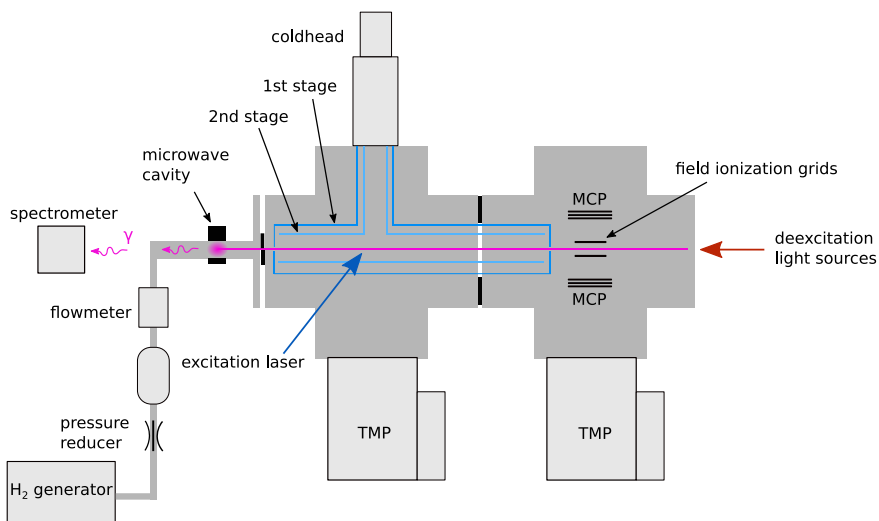 coldhead
1st stage
2nd stage
microwave
cavity
spectrometer
γ
MCP
field ionization grids
deexcitation
light sources
MCP
flowmeter
excitation laser
pressure
reducer
TMP
TMP
H₂ generator